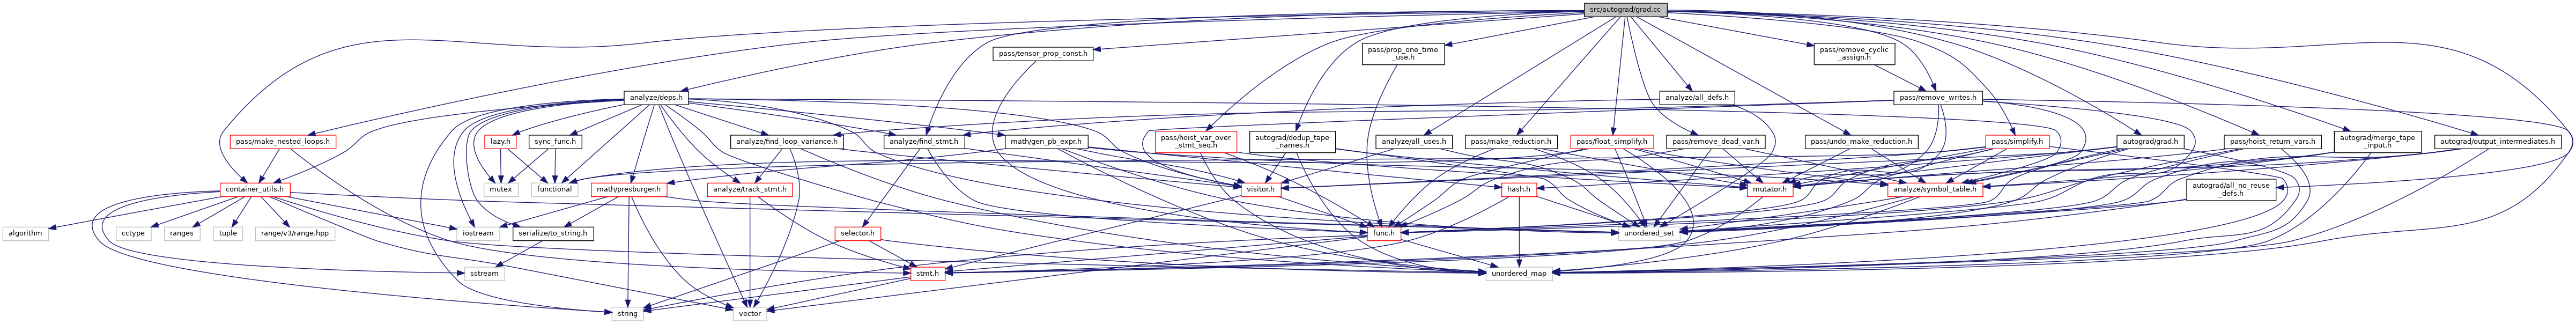 src/autograd/grad.cc
pass/tensor_prop_const.h
pass/prop_one_time
_use.h
pass/remove_cyclic
_assign.h
analyze/deps.h
analyze/all_defs.h
pass/remove_writes.h
pass/make_nested_loops.h
lazy.h
sync_func.h
analyze/find_loop_variance.h
analyze/find_stmt.h
math/gen_pb_expr.h
pass/hoist_var_over
_stmt_seq.h
autograd/dedup_tape
_names.h
analyze/all_uses.h
pass/make_reduction.h
pass/float_simplify.h
pass/remove_dead_var.h
pass/undo_make_reduction.h
pass/simplify.h
autograd/grad.h
pass/hoist_return_vars.h
autograd/merge_tape
_input.h
autograd/output_intermediates.h
container_utils.h
mutex
functional
math/presburger.h
analyze/track_stmt.h
visitor.h
hash.h
mutator.h
analyze/symbol_table.h
autograd/all_no_reuse
_defs.h
algorithm
cctype
ranges
tuple
range/v3/range.hpp
iostream
serialize/to_string.h
selector.h
func.h
unordered_set
sstream
stmt.h
unordered_map
string
vector